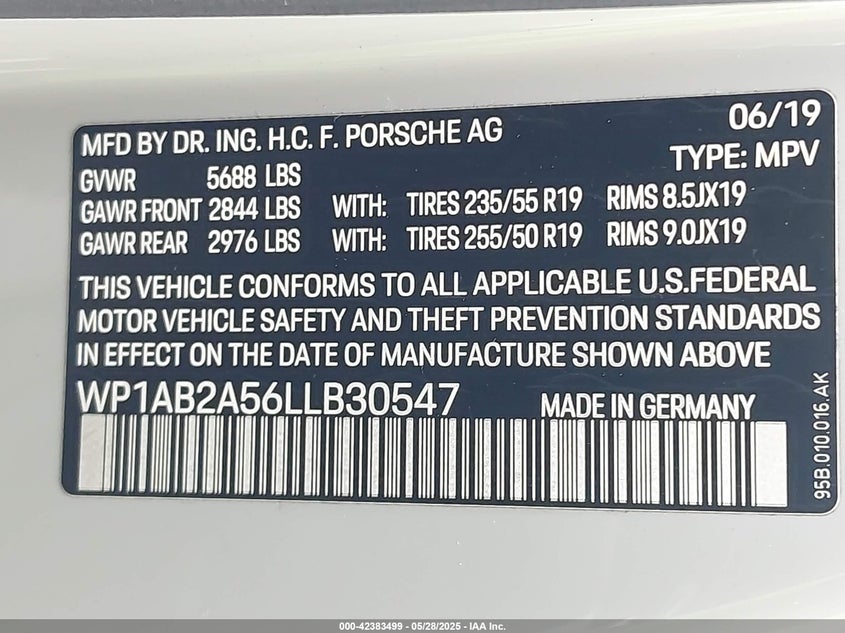 06/19
MFD BY DR. ING. H.C. F. PORSCHE AG
TYPE: MPV
GVWR 5688 LBS
GAWR FRONT 2844 LBS WITH: TIRES 235/55 R19 RIMS 8.5JX19
GAWR REAR 2976 LBS WITH: TIRES 255/50 R19 RIMS 9.0JX19
THIS VEHICLE CONFORMS TO ALL APPLICABLE U.S.FEDERAL
MOTOR VEHICLE SAFETY AND THEFT PREVENTION STANDARDS
IN EFFECT ON THE DATE OF MANUFACTURE SHOWN ABOVE
WP1AB2A56LLB30547 MADE IN GERMANY
95B.010.016.AK
000-42383499 - 05/28/2025 - IAA Inc.